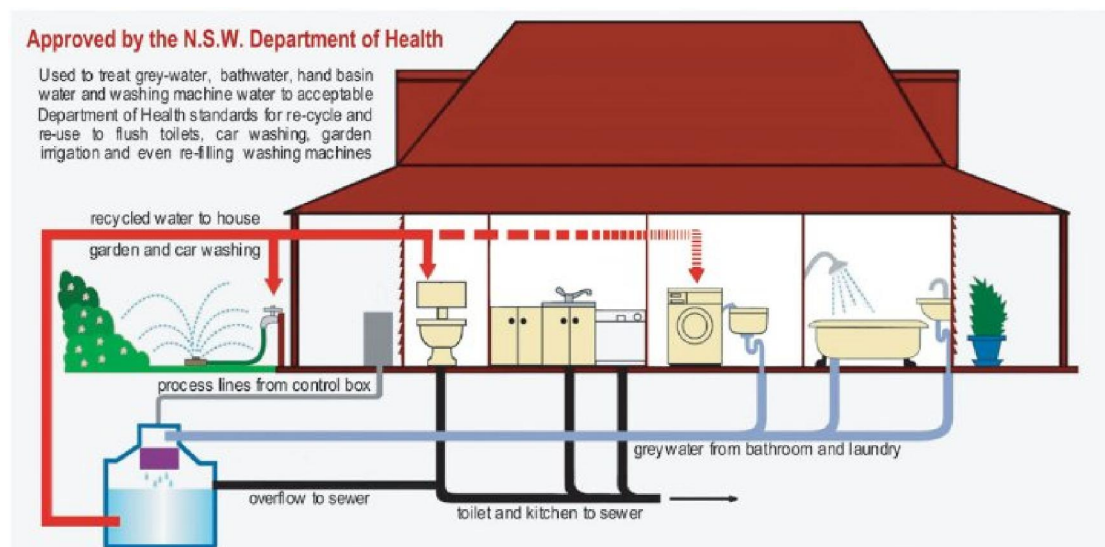 Approved by the N.S.W. Department of Health
Used to treat grey-water, bathwater, hand basin
water and washing machine water to acceptable
Department of Health standards for re-cycle and
re-use to flush toilets, car washing, garden
irrigation and even re-filling washing machines
recycled water to house
garden and car washing
process lines from control box
greywater from bathroom and laundry
overflow to sewer
toilet and kitchen to sewer